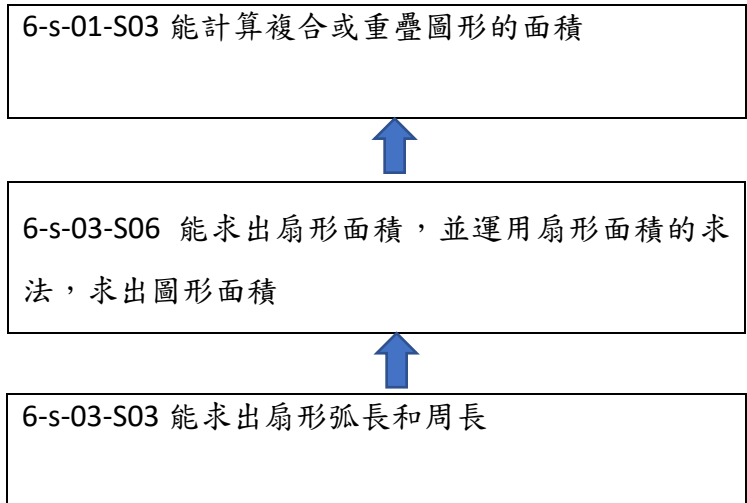 6-s-01-S03 能計算複合或重疊圖形的面積
6-s-03-S06 能求出扇形面積，並運用扇形面積的求
法，求出圖形面積
6-s-03-S03 能求出扇形弧長和周長